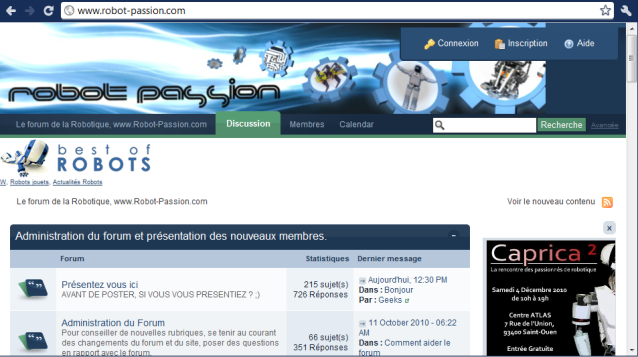 www.robot-passion.com
Connexion
Inscription
Aide
robot passion
Le forum de la Robotique, www.Robot-Passion.com
Discussion
Membres
Calendar
Recherche
Avancée
best of
ROBOTS
W, Robots jouets, Actualités Robots
Le forum de la Robotique, www.Robot-Passion.com
Voir le nouveau contenu
Administration du forum et présentation des nouveaux membres.
Forum
Statistiques
Dernier message
Présentez vous ici
AVANT DE POSTER, SI VOUS VOUS PRESENTIEZ ? ;)
215 sujet(s)
726 Réponses
Aujourd'hui, 12:30 PM
Dans : Bonjour
Par : Geeks
Administration du Forum
Pour conseiller de nouvelles rubriques, se tenir au courant
des changements du forum et du site, poser des questions
en rapport avec le forum.
66 sujet(s)
351 Réponses
11 October 2010 - 06:22
AM
Dans : Comment aider le
forum
x
Caprica 2
La rencontre des passionnés de robotique
Samedi 4 Décembre 2010
de 10h à 19h
Centre ATLAS
7 Rue de l'Union,
93400 Saint-Ouen
Entrée Gratuite